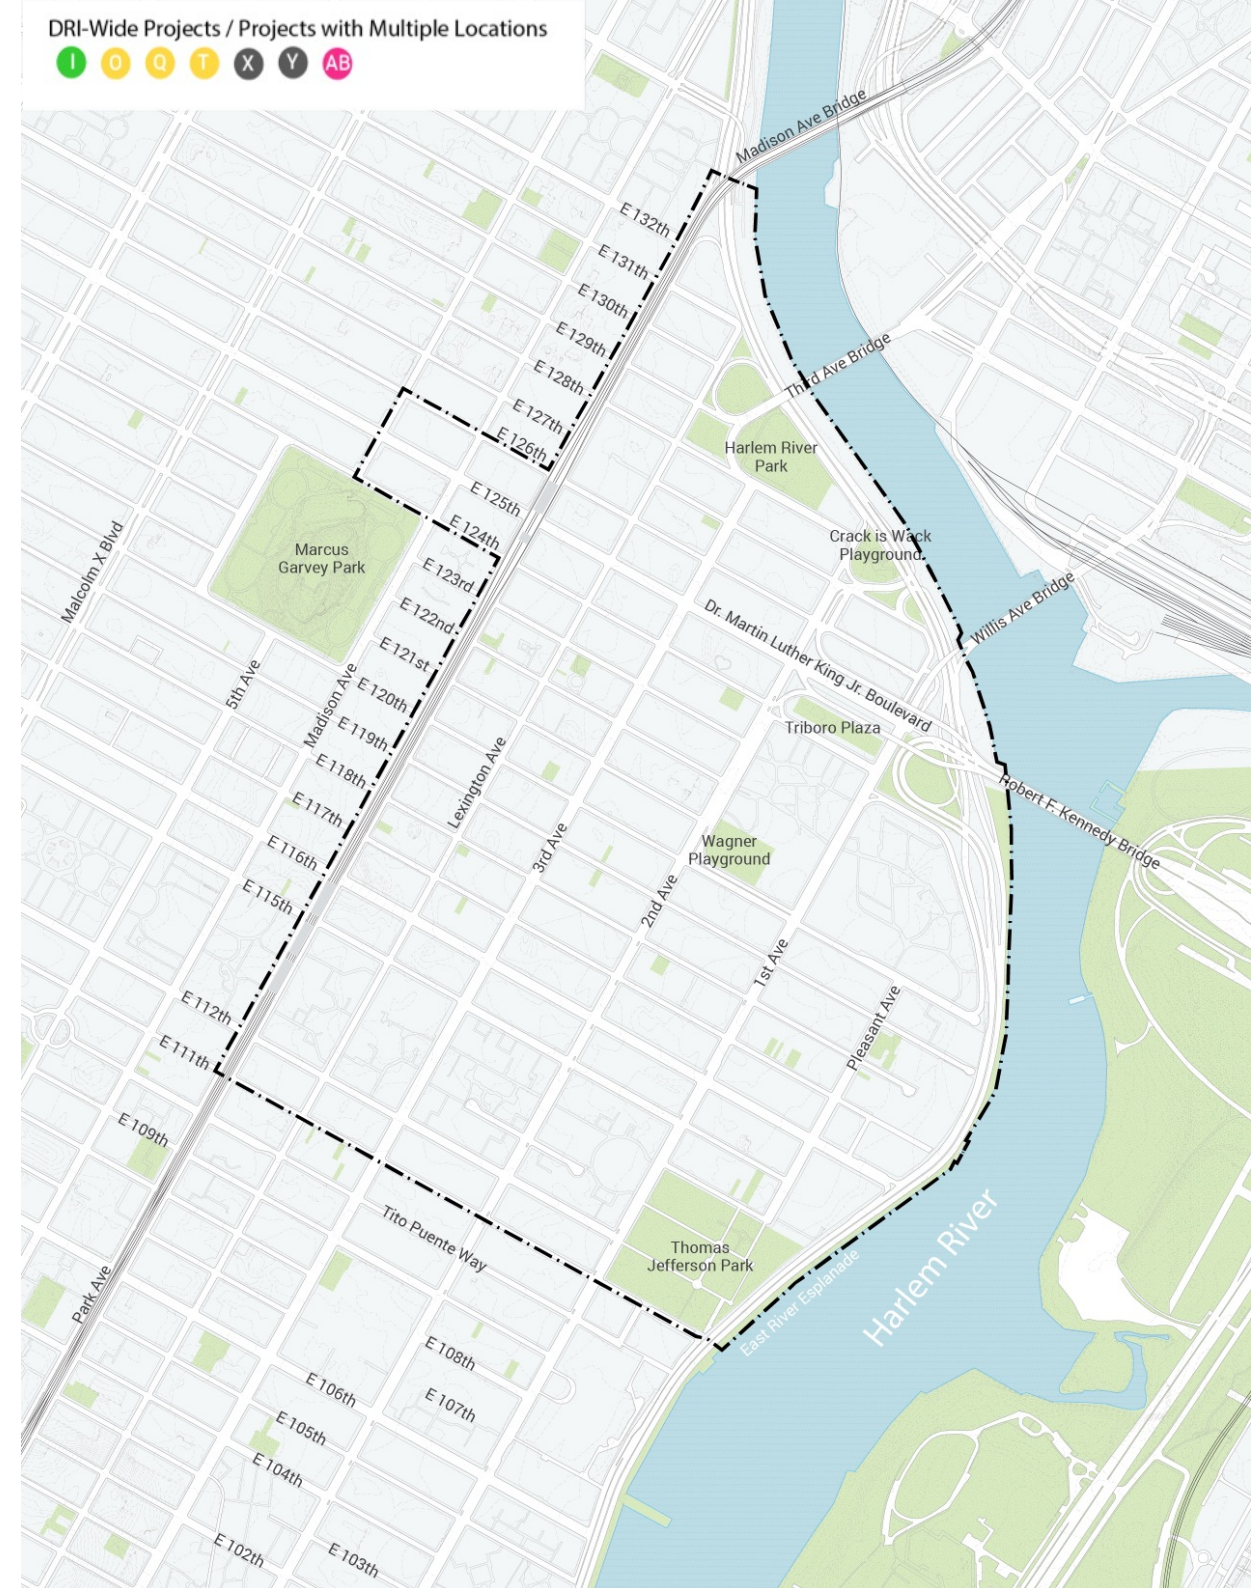 DRI-Wide Projects / Projects with Multiple Locations
I O Q T X Y AB
Madison Ave Bridge
E 132th
E 131th
E 130th
E 129th
E 128th
E 127th
E 126th
Third Ave Bridge
Harlem River
Park
E 125th
E 124th
Marcus
Garvey Park
Crack is Wack
Playground
Malcolm X Blvd
E 123rd
E 122nd
E 121st
E 120th
E 119th
E 118th
E 117th
E 116th
E 115th
Willis Ave Bridge
Dr. Martin Luther King Jr. Boulevard
5th Ave
Madison Ave
Triboro Plaza
Lexington Ave
Robert F. Kennedy Bridge
3rd Ave
Wagner
Playground
2nd Ave
1st Ave
Pleasant Ave
E 112th
E 111th
E 109th
Tito Puente Way
Thomas
Jefferson Park
East River Esplanade
Harlem River
Park Ave
E 108th
E 107th
E 106th
E 105th
E 104th
E 103th
E 102th